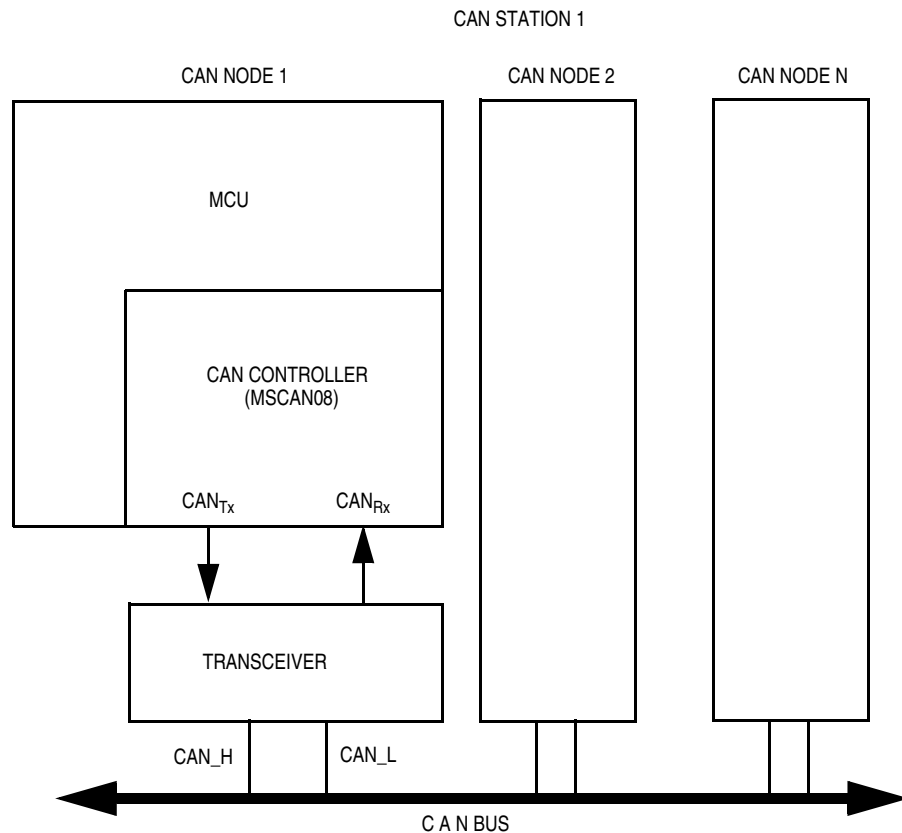 CAN STATION 1
CAN NODE 1
CAN NODE 2
CAN NODE N
MCU
CAN CONTROLLER
(MSCAN08)
CANTx
CANRx
TRANSCEIVER
CAN_H
CAN_L
C A N BUS